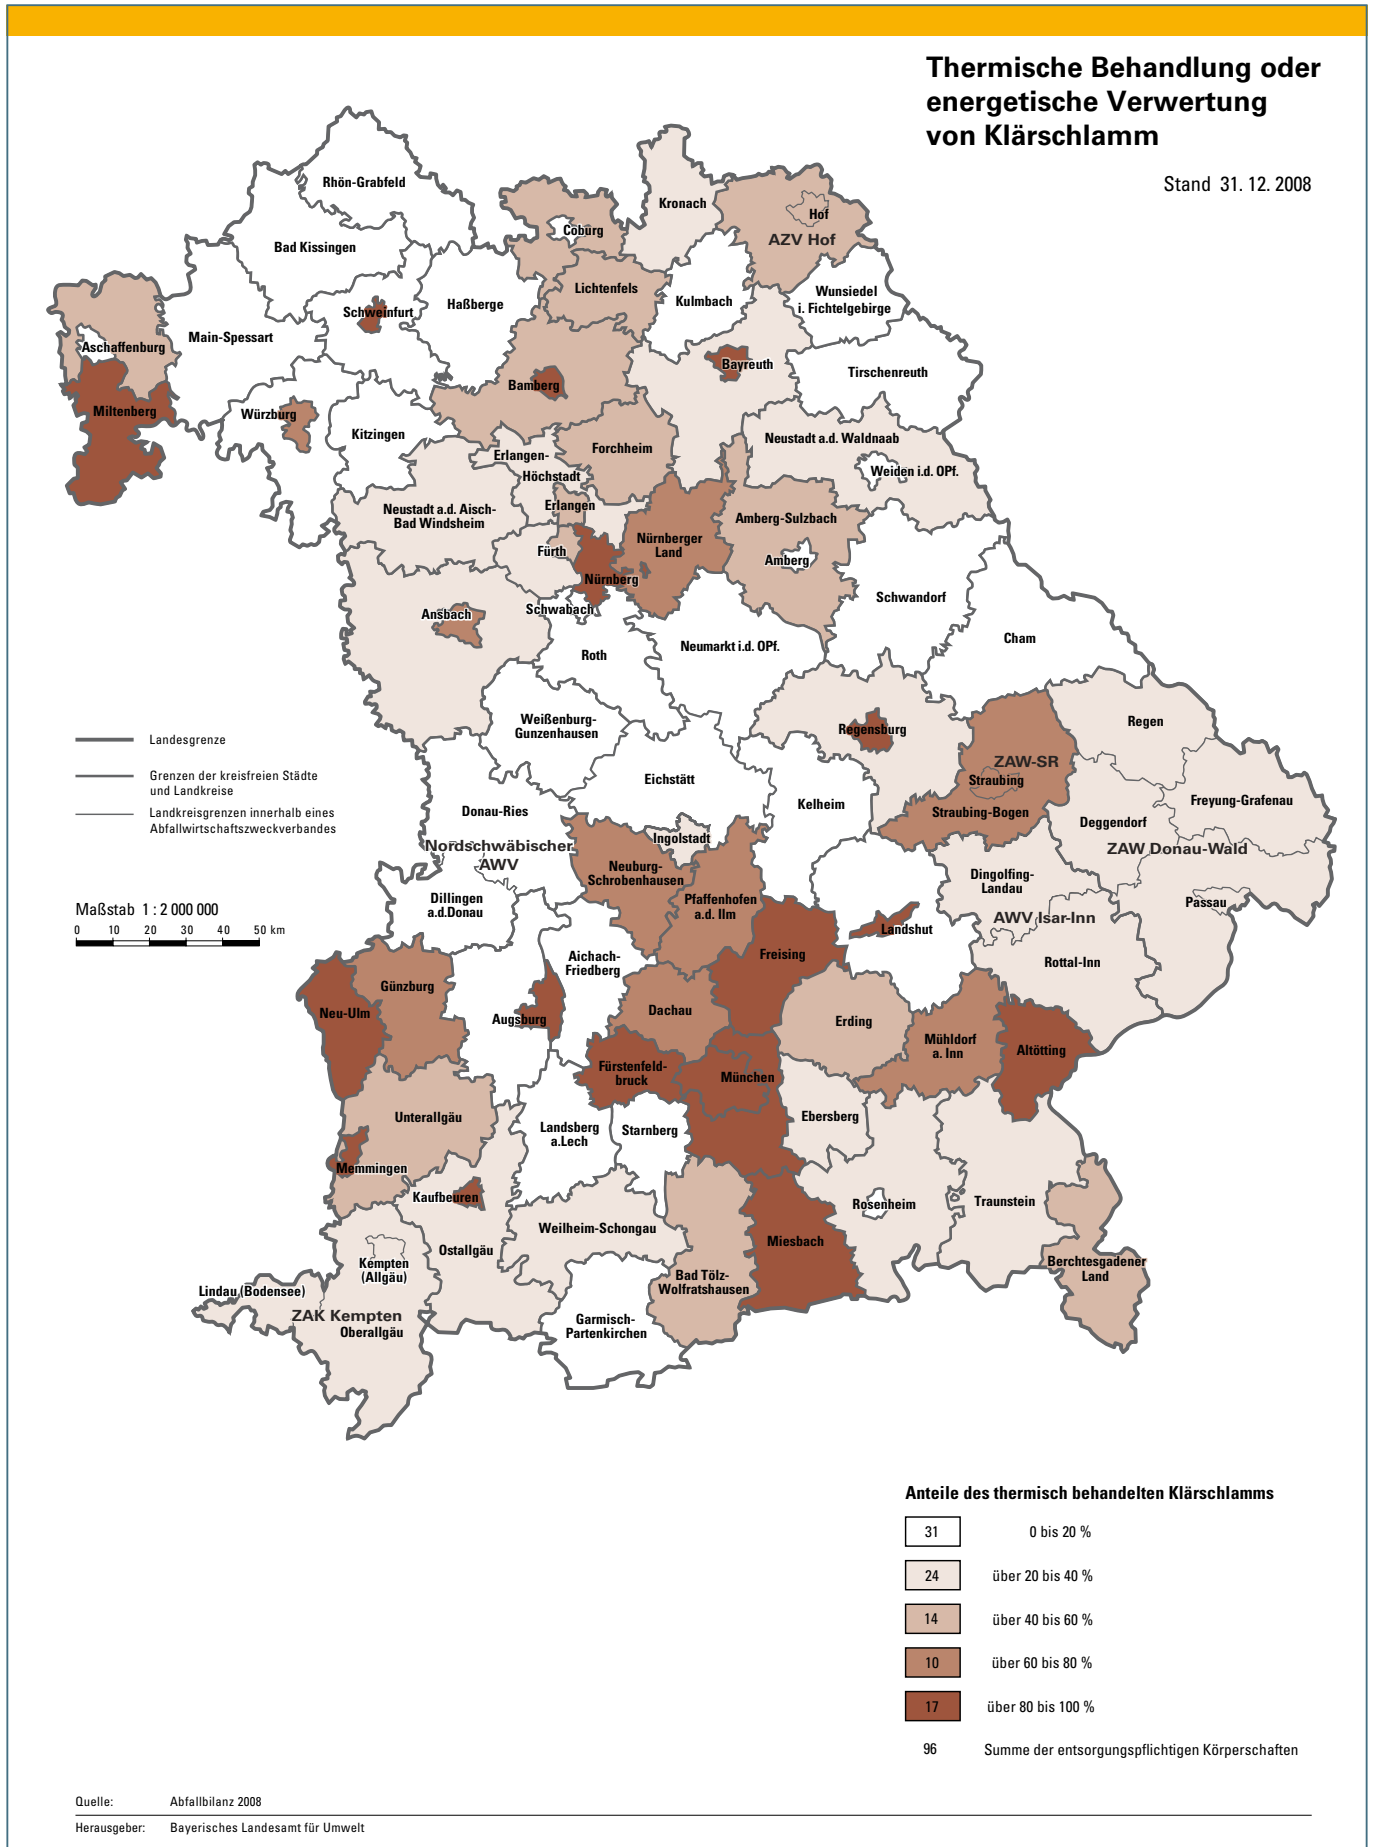 Thermische Behandlung oder
energetische Verwertung
von Klärschlamm
Stand 31. 12. 2008
Rhön-Grabfeld
Kronach
Hof
Coburg
AZV Hof
Bad Kissingen
Lichtenfels
Wunsiedel
i. Fichtelgebirge
Kulmbach
Haßberge
Schweinfurt
Main-Spessart
Aschaffenburg
Bayreuth
Tirschenreuth
Bamberg
Miltenberg
Würzburg
Kitzingen
Neustadt a.d. Waldnaab
Forchheim
Erlangen-
Höchstadt
Weiden i.d. OPf.
Erlangen
Neustadt a.d. Aisch-
Bad Windsheim
Amberg-Sulzbach
Nürnberger
Land
Fürth
Amberg
Nürnberg
Schwandorf
Schwabach
Ansbach
Cham
Neumarkt i.d. OPf.
Roth
Weißenburg-
Gunzenhausen
Regen
Regensburg
Landesgrenze
ZAW-SR
Straubing
Grenzen der kreisfreien Städte
und Landkreise
Eichstätt
Kelheim
Freyung-Grafenau
Donau-Ries
Straubing-Bogen
Landkreisgrenzen innerhalb eines
Abfallwirtschaftszweckverbandes
Deggendorf
Ingolstadt
Nordschwäbischer
AWV
ZAW Donau-Wald
Neuburg-
Schrobenhausen
Dingolfing-
Landau
Pfaffenhofen
a.d. Ilm
Dillingen
a.d.Donau
Passau
Maßstab 1 : 2 000 000
0 10 20 30 40 50 km
AWV Isar-Inn
Landshut
Freising
Aichach-
Friedberg
Rottal-Inn
Günzburg
Neu-Ulm
Augsburg
Dachau
Erding
Mühldorf
a. Inn
Altötting
Fürstenfeld-
bruck
München
Unterallgäu
Ebersberg
Landsberg
a.Lech
Starnberg
Memmingen
Kaufbeuren
Rosenheim
Traunstein
Weilheim-Schongau
Miesbach
Ostallgäu
Kempten
(Allgäu)
Berchtesgadener
Land
Bad Tölz-
Wolfratshausen
Lindau (Bodensee)
ZAK Kempten
Oberallgäu
Garmisch-
Partenkirchen
Anteile des thermisch behandelten Klärschlamms
31 0 bis 20 %
24 über 20 bis 40 %
14 über 40 bis 60 %
10 über 60 bis 80 %
17 über 80 bis 100 %
96 Summe der entsorgungspflichtigen Körperschaften
Quelle: Abfallbilanz 2008
Herausgeber: Bayerisches Landesamt für Umwelt